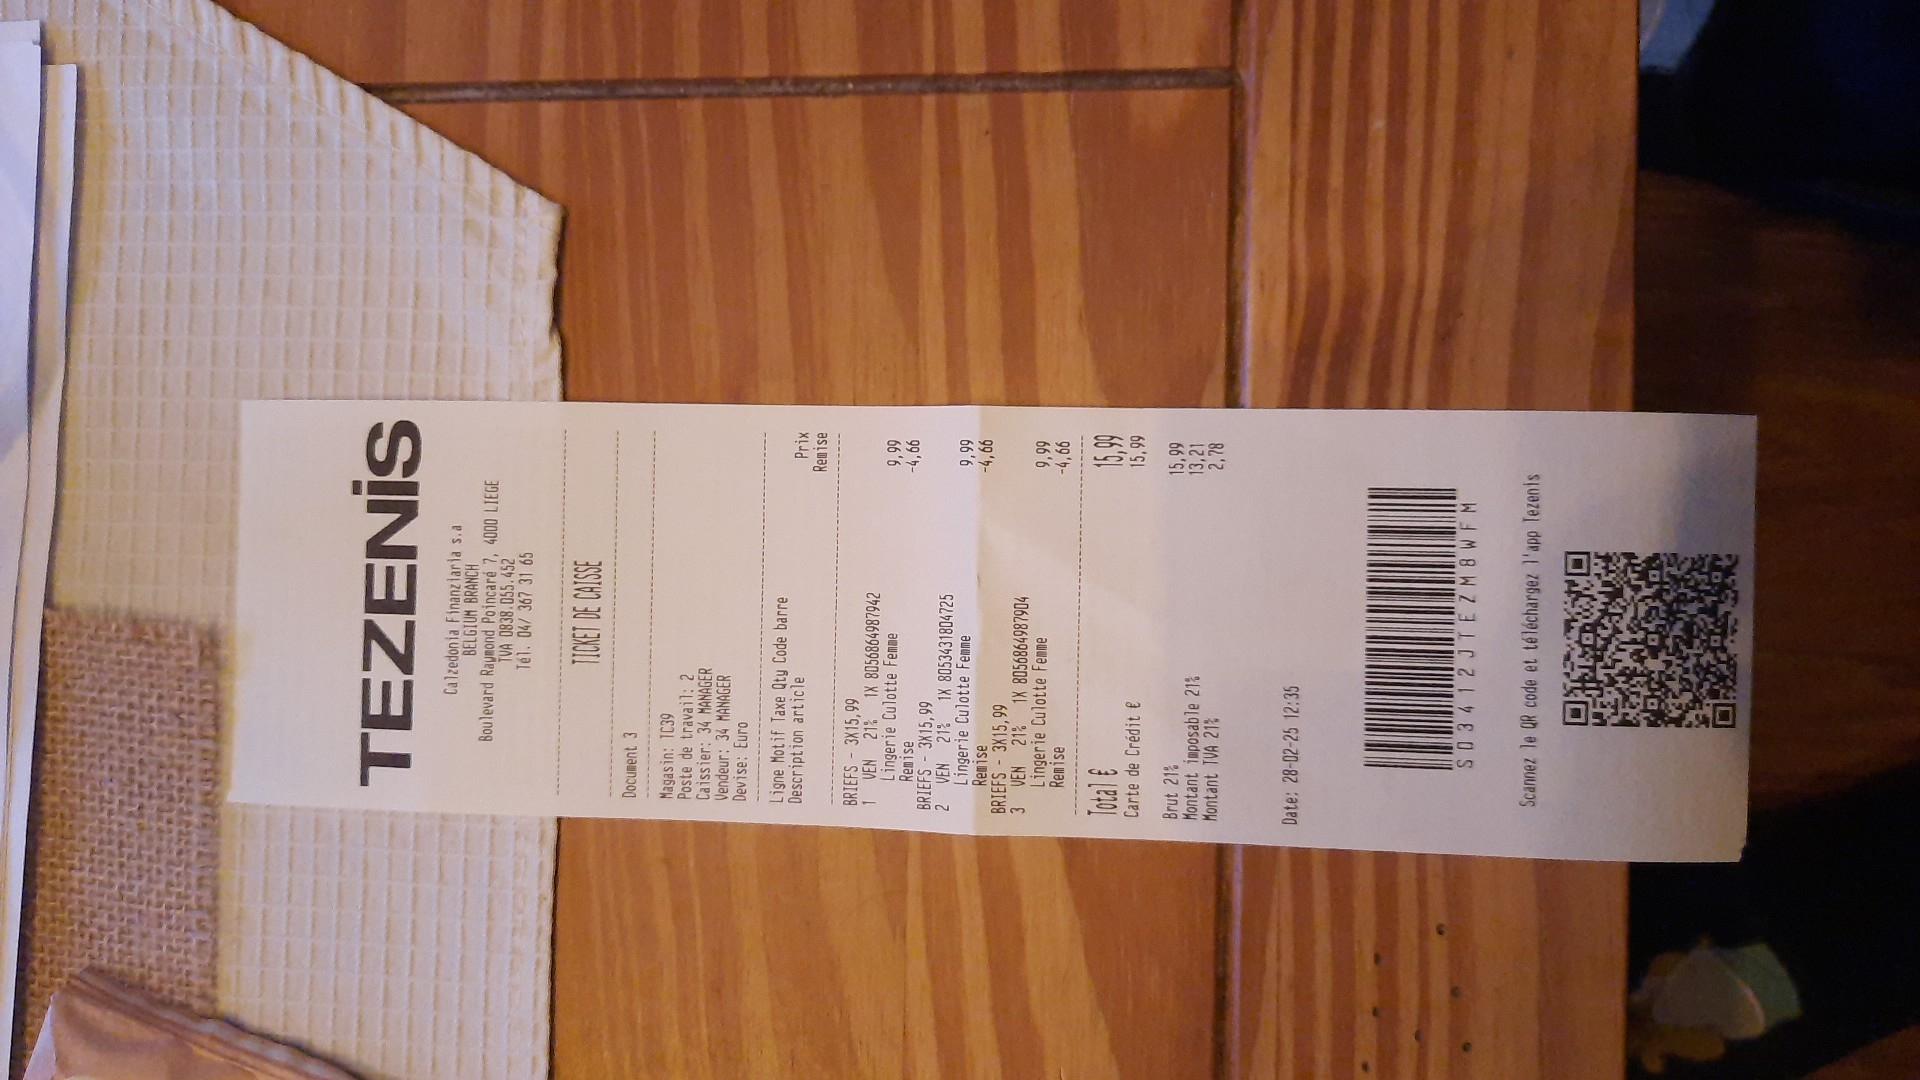 TEZENIS
Calzedonia Finanziaria s.a
BELGIUM BRANCH
Boulevard Raymond Poincaré 7, 4000 LIEGE
TVA 0838.055.452
Tél. 04/ 367 31 65
TICKET DE CAISSE
Document 3
Magasin: TC39
Poste de travail: 2
Caissier: 34 MANAGER
Vendeur: 34 MANAGER
Devise: Euro
Ligne Motif Taxe Qty Code barre Prix
Description article Remise
BRIEFS - 3X15,99
1 VEN 21% 1X 8056864987942
Lingerie Culotte Femme 9,99
Remise -4,66
BRIEFS - 3X15,99
2 VEN 21% 1X 8053431804725
Lingerie Culotte Femme 9,99
Remise -4,66
BRIEFS - 3X15,99
3 VEN 21% 1X 8056864987904
Lingerie Culotte Femme 9,99
Remise -4,66
Total € 15,99
Carte de Crédit € 15,99
Brut 21% 15,99
Montant imposable 21% 13,21
Montant TVA 21% 2,78
Date: 28-02-25 12:35
S03412JTEZM8WFM
Scannez le QR code et téléchargez l'app Tezenis